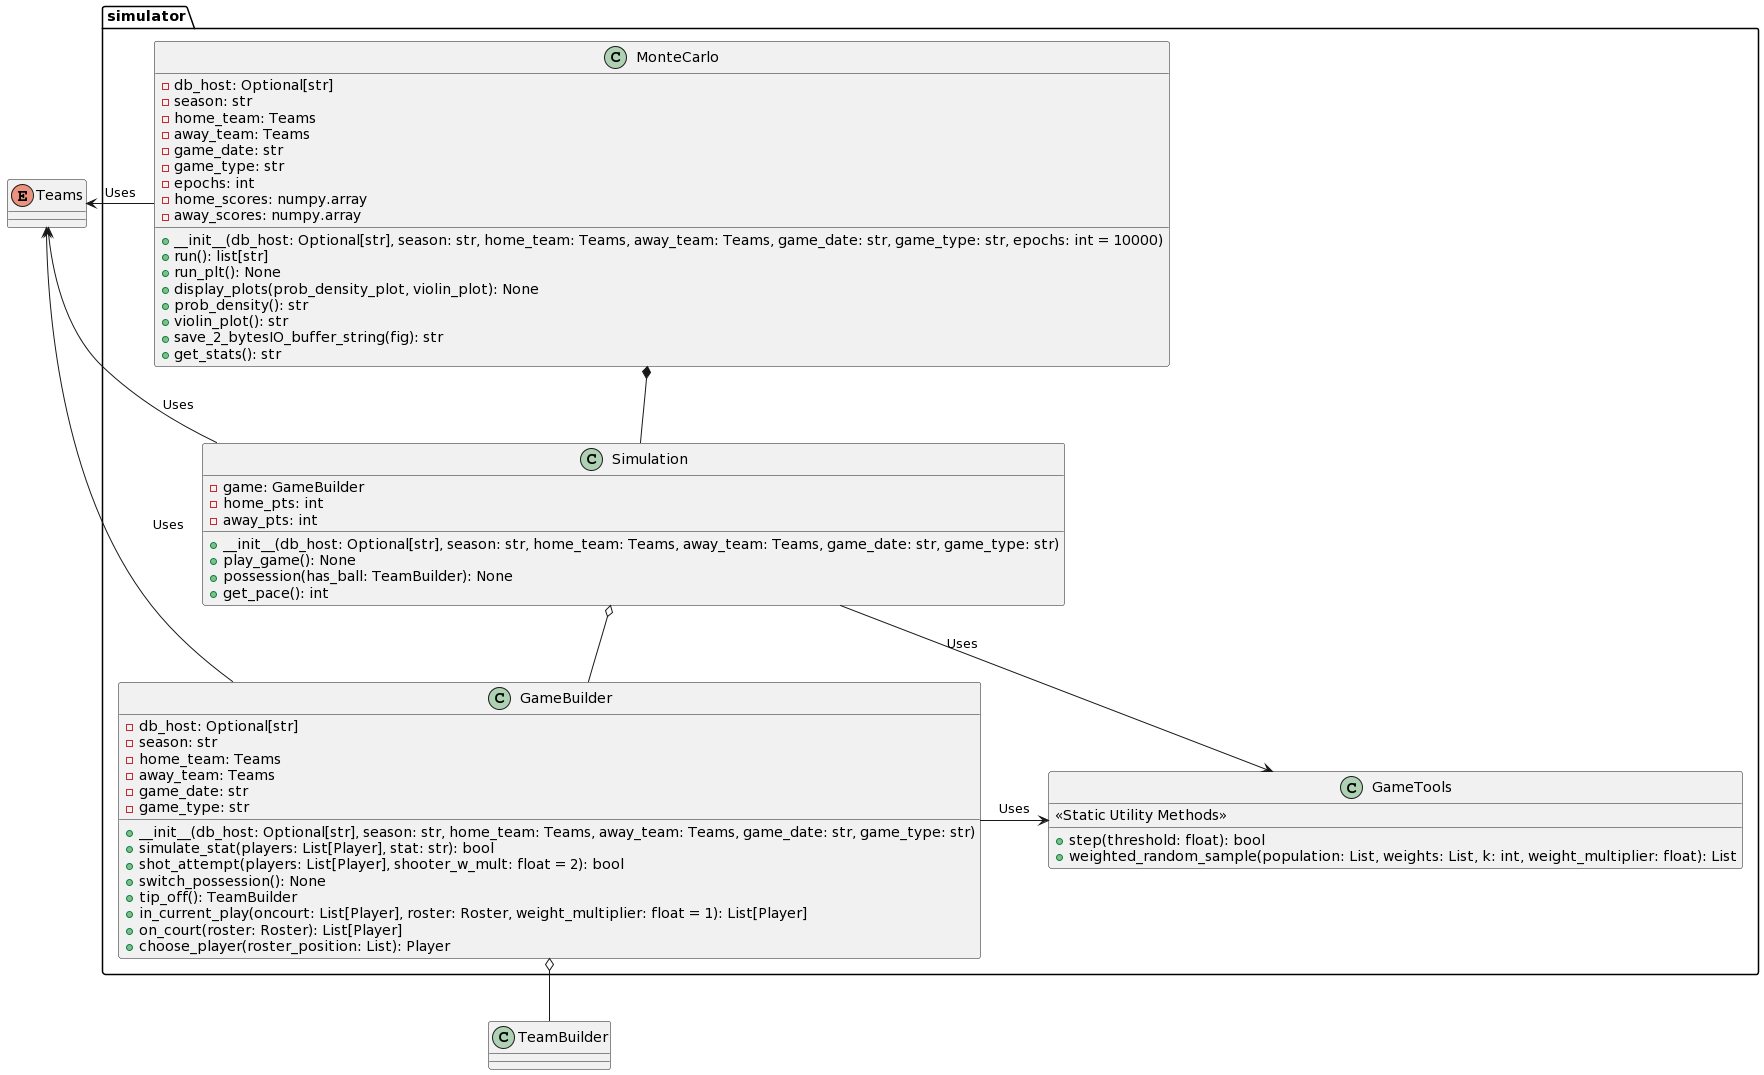 simulator
C MonteCarlo
db_host: Optional[str]
season: str
home_team: Teams
away_team: Teams
game_date: str
game_type: str
epochs: int
home_scores: numpy.array
away_scores: numpy.array
__init__(db_host: Optional[str], season: str, home_team: Teams, away_team: Teams, game_date: str, game_type: str, epochs: int = 10000)
run(): list[str]
run_plt(): None
display_plots(prob_density_plot, violin_plot): None
prob_density(): str
violin_plot(): str
save_2_bytesIO_buffer_string(fig): str
get_stats(): str
E Teams
Uses
Uses
Uses
C Simulation
game: GameBuilder
home_pts: int
away_pts: int
__init__(db_host: Optional[str], season: str, home_team: Teams, away_team: Teams, game_date: str, game_type: str)
play_game(): None
possession(has_ball: TeamBuilder): None
get_pace(): int
Uses
C GameBuilder
db_host: Optional[str]
season: str
home_team: Teams
away_team: Teams
game_date: str
game_type: str
__init__(db_host: Optional[str], season: str, home_team: Teams, away_team: Teams, game_date: str, game_type: str)
simulate_stat(players: List[Player], stat: str): bool
shot_attempt(players: List[Player], shooter_w_mult: float = 2): bool
switch_possession(): None
tip_off(): TeamBuilder
in_current_play(oncourt: List[Player], roster: Roster, weight_multiplier: float = 1): List[Player]
on_court(roster: Roster): List[Player]
choose_player(roster_position: List): Player
Uses
C GameTools
«Static Utility Methods»
step(threshold: float): bool
weighted_random_sample(population: List, weights: List, k: int, weight_multiplier: float): List
C TeamBuilder